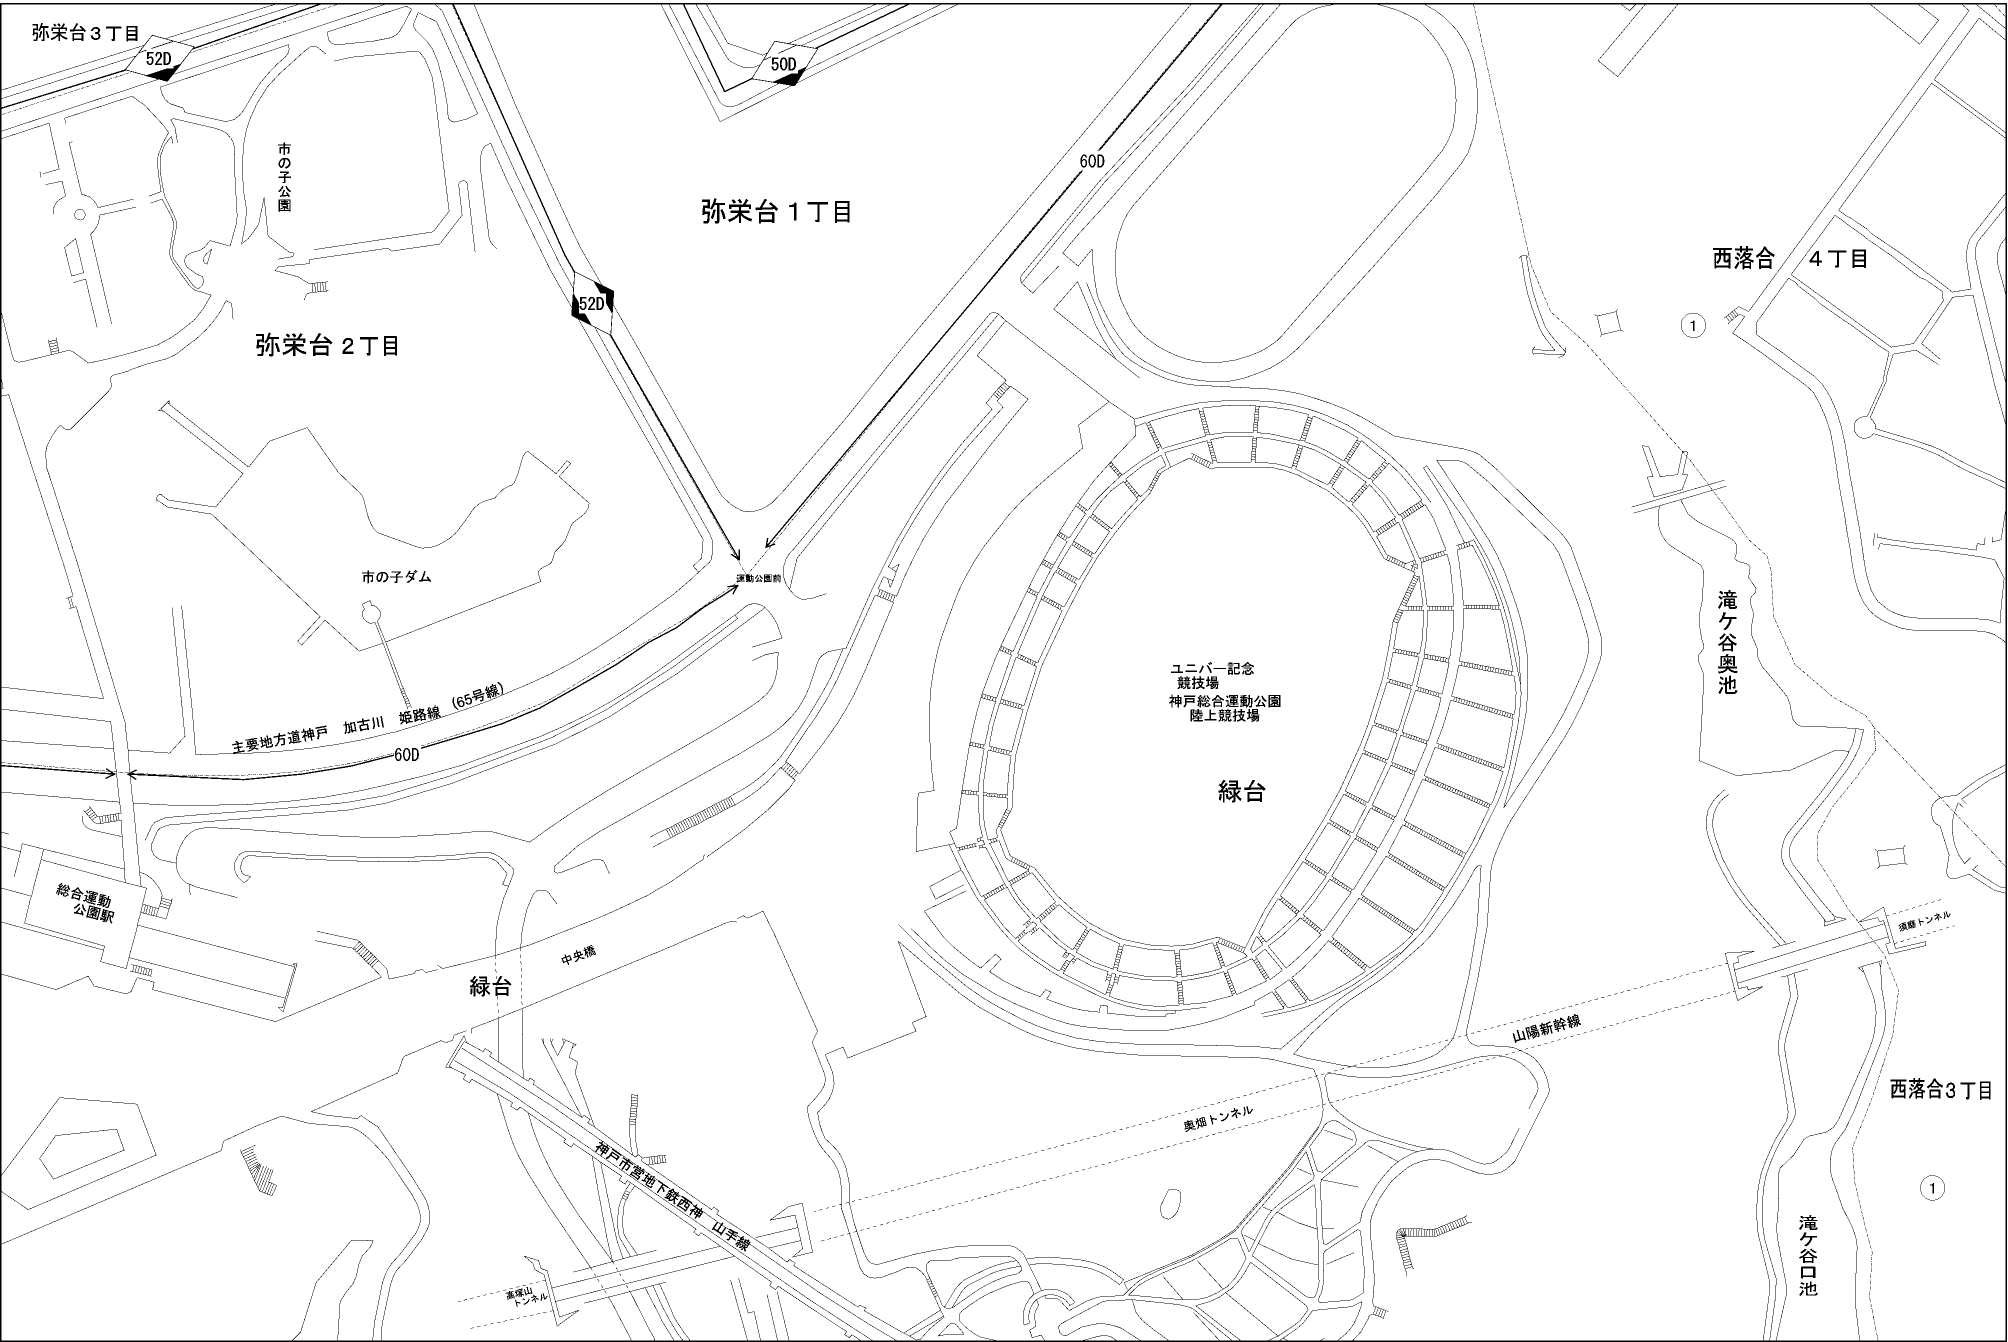 弥栄台３丁目
52D
50D
60D
市の子公園
弥栄台１丁目
西落合 ４丁目
52D
①
弥栄台２丁目
市の子ダム
運動公園前
滝ケ谷奥池
ユニバー記念
競技場
神戸総合運動公園
陸上競技場
主要地方道神戸 加古川 姫路線 （65号線）
60D
緑台
総合運動
公園駅
須磨トンネル
中央橋
緑台
山陽新幹線
西落合３丁目
奥畑トンネル
神戸市営地下鉄西神 山手線
①
滝ケ谷口池
高塚山
トンネル